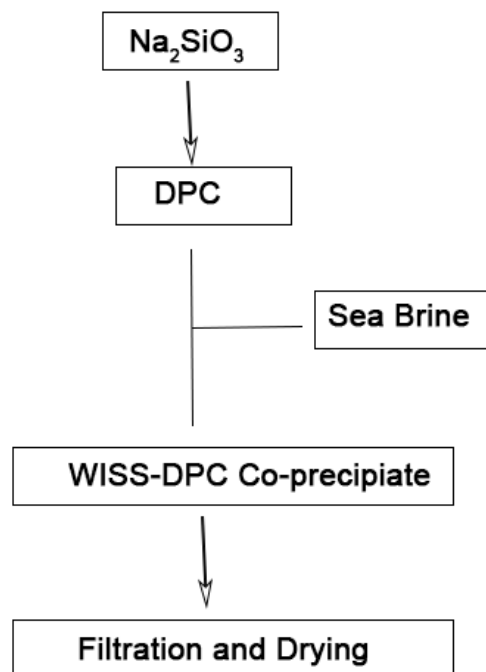 Na₂SiO₃
DPC
Sea Brine
WISS-DPC Co-precipiate
Filtration and Drying